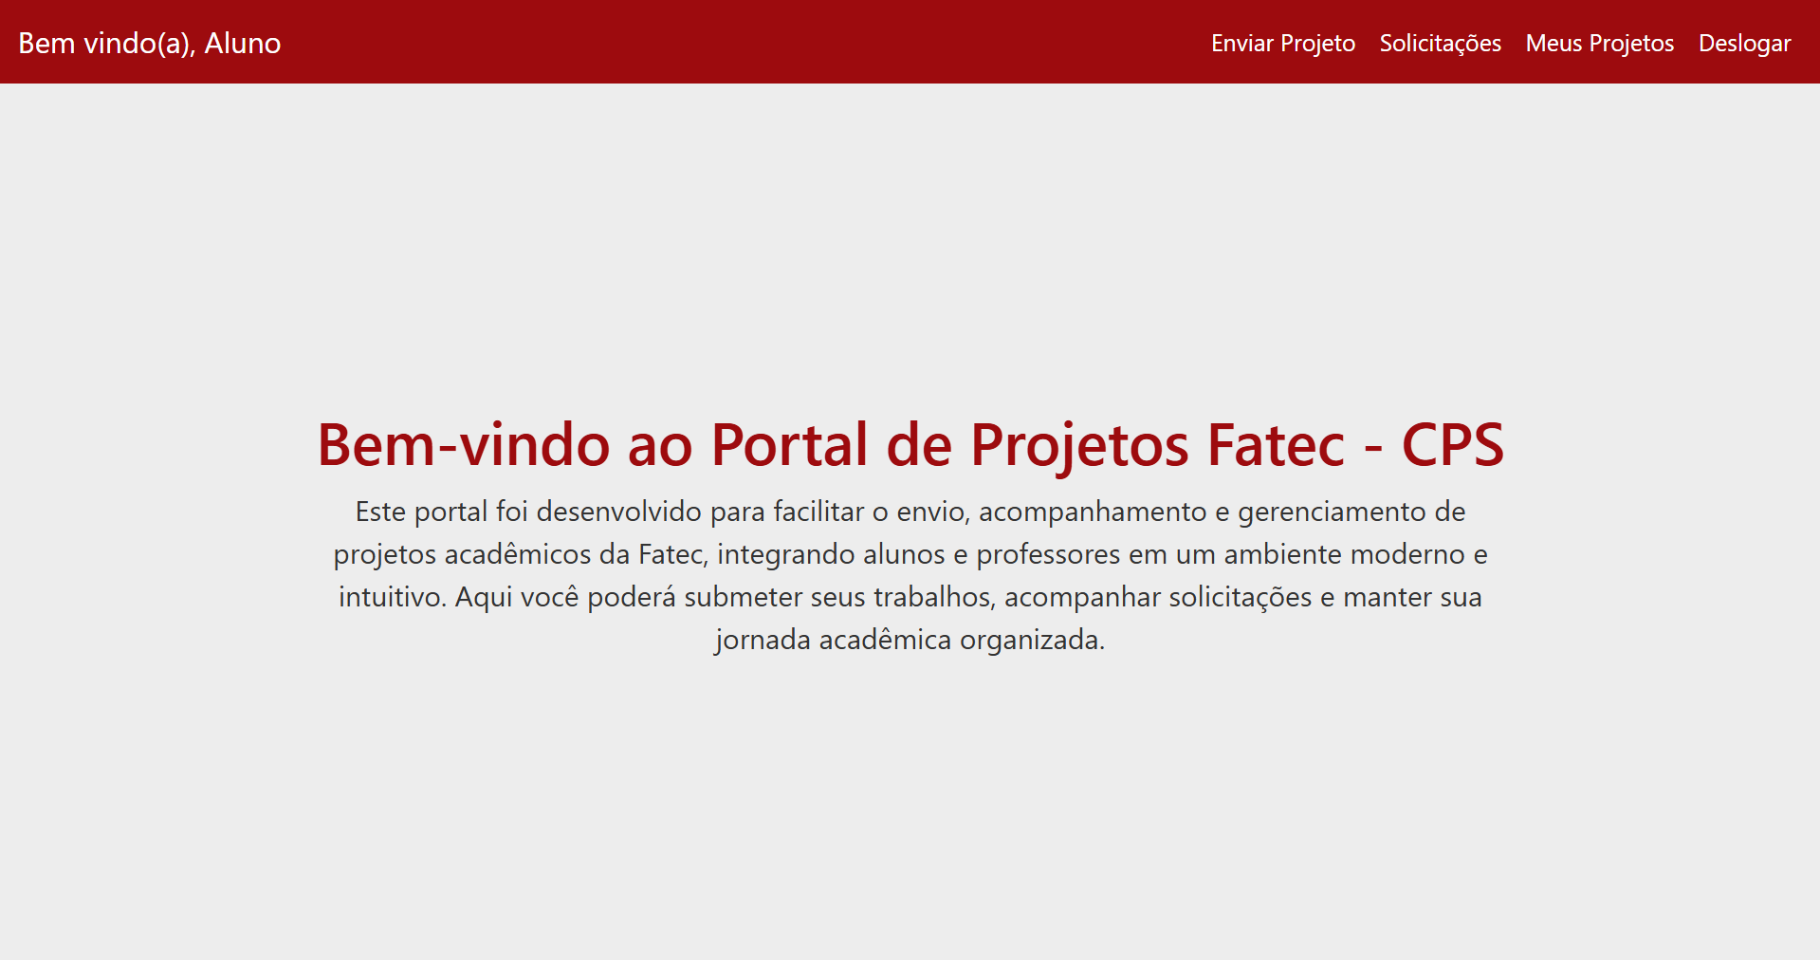 Bem vindo(a), Aluno
Enviar Projeto Solicitações Meus Projetos Deslogar
Bem-vindo ao Portal de Projetos Fatec - CPS
Este portal foi desenvolvido para facilitar o envio, acompanhamento e gerenciamento de
projetos acadêmicos da Fatec, integrando alunos e professores em um ambiente moderno e
intuitivo. Aqui você poderá submeter seus trabalhos, acompanhar solicitações e manter sua
jornada acadêmica organizada.